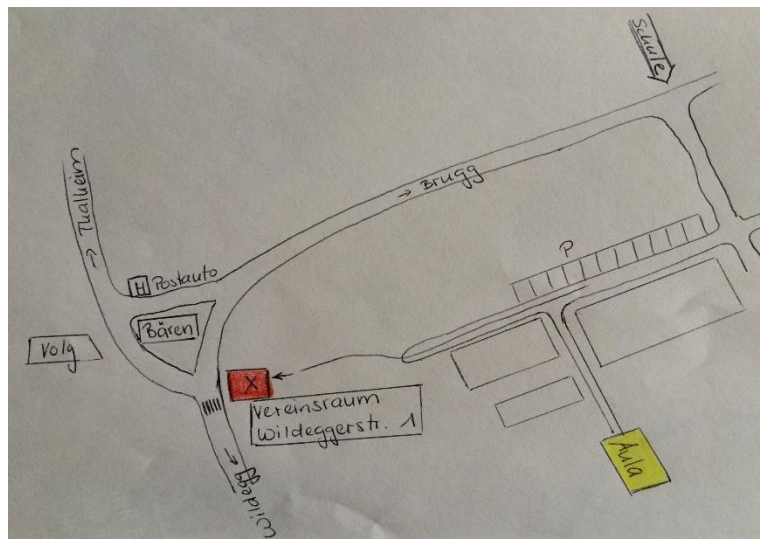 Schule
→ Thalheim
→ Brugg
P
H Postauto
Bären
Volg
X
Vereinsraum
Wildeggerstr. 1
Aula
Wildegg →